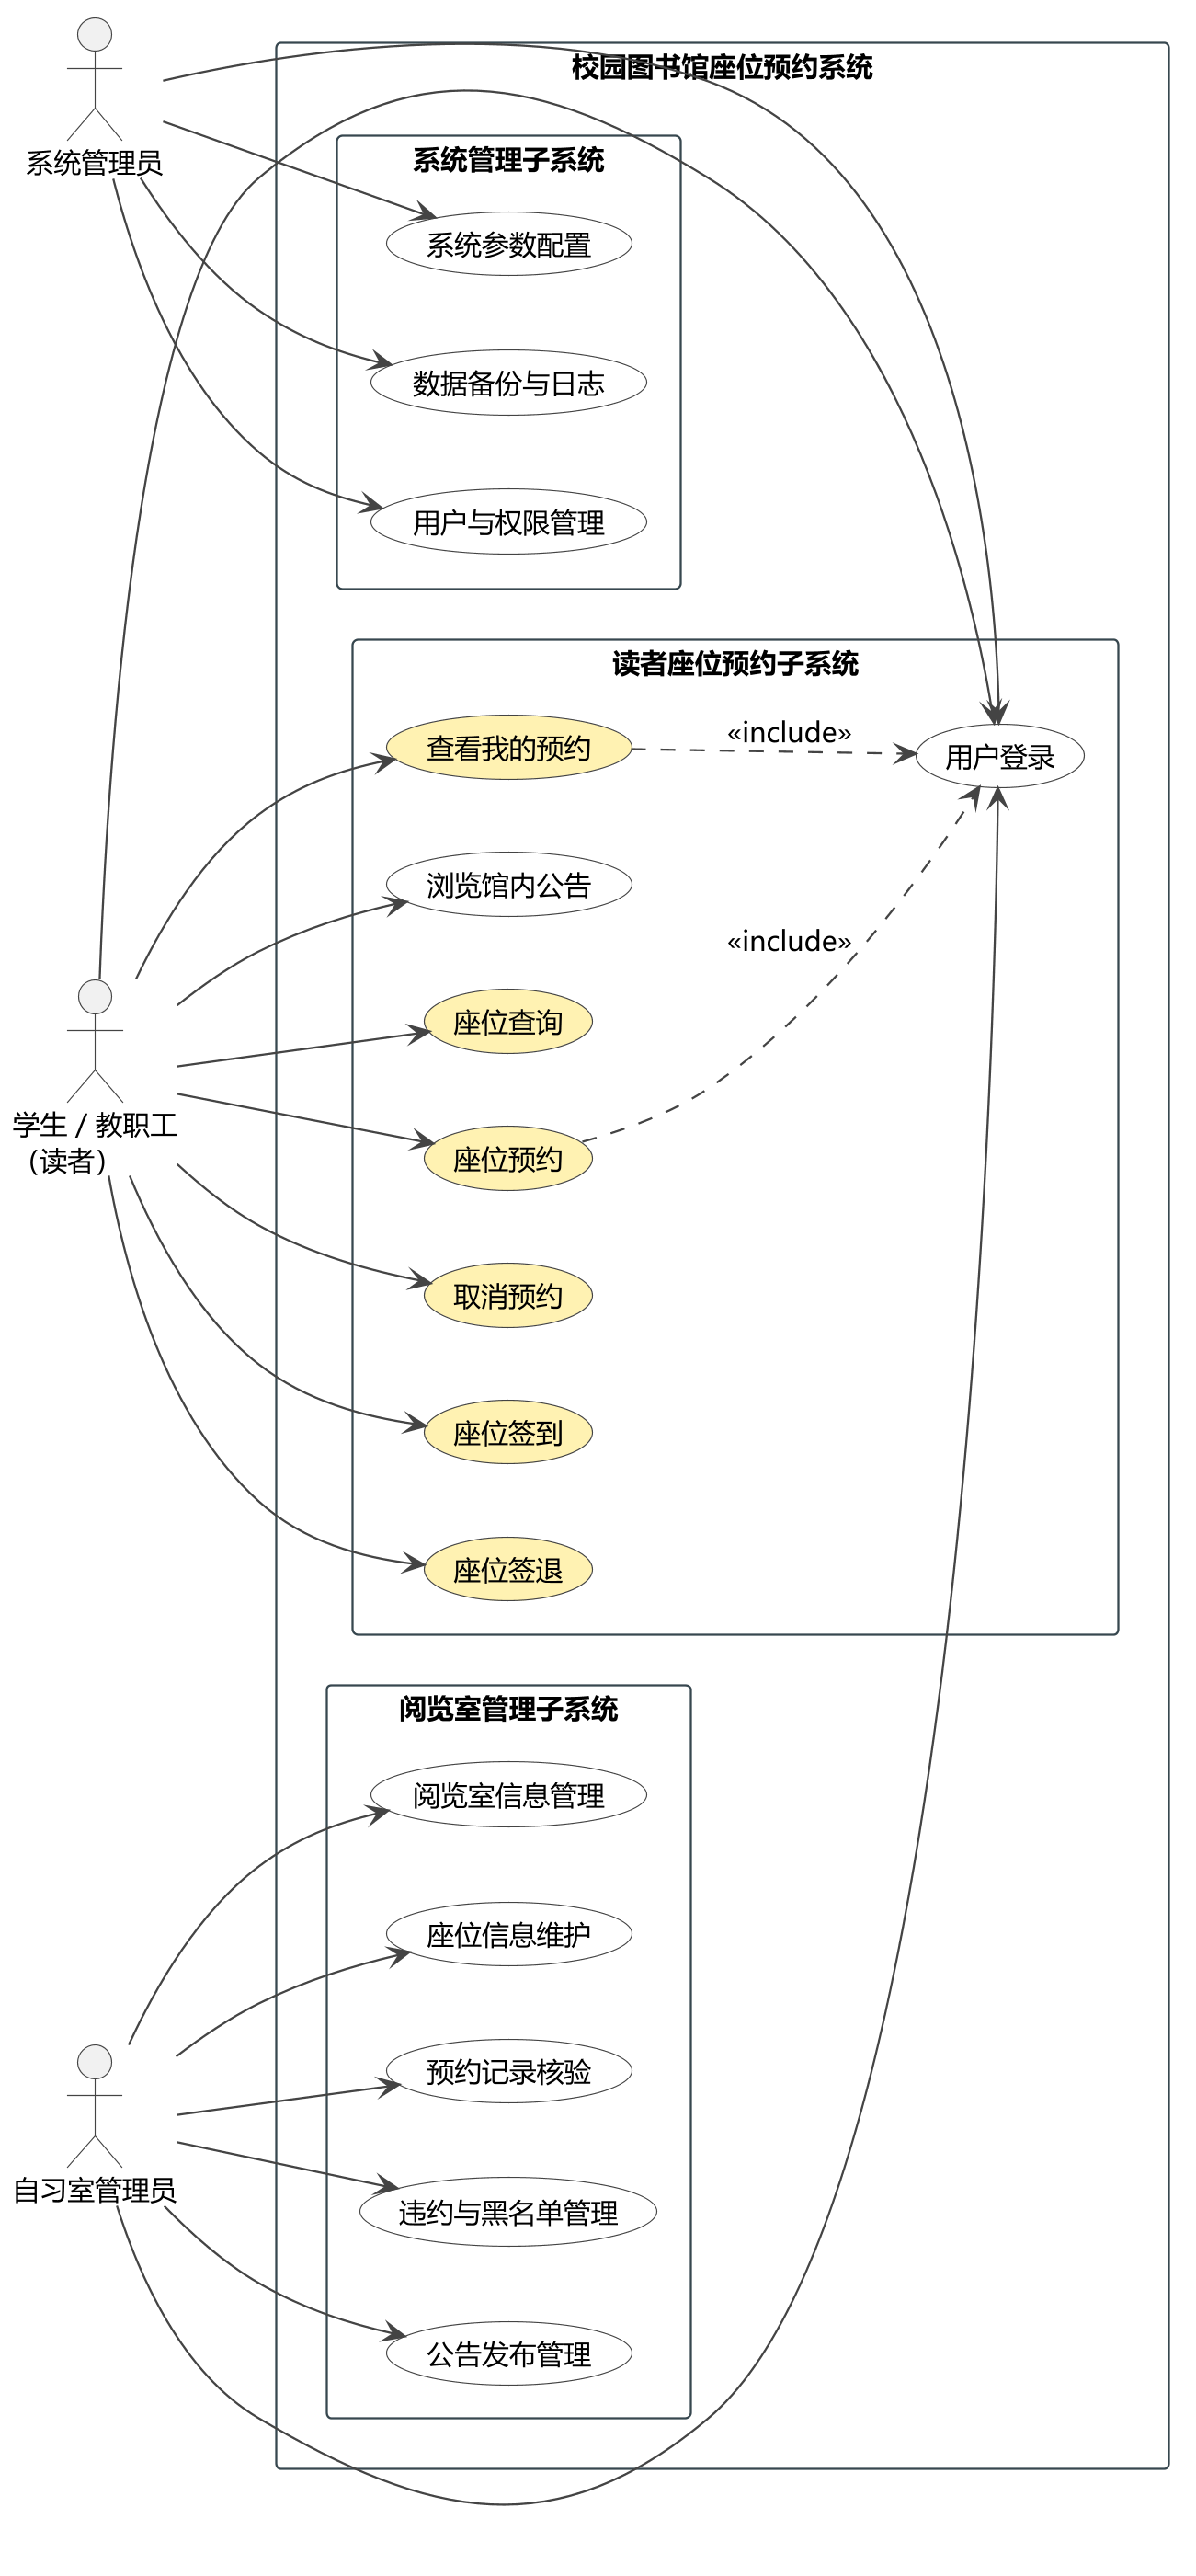 校园图书馆座位预约系统
系统管理员
系统管理子系统
系统参数配置
数据备份与日志
用户与权限管理
读者座位预约子系统
查看我的预约
«include»
用户登录
浏览馆内公告
«include»
座位查询
学生 / 教职工
（读者）
座位预约
取消预约
座位签到
座位签退
阅览室管理子系统
阅览室信息管理
座位信息维护
预约记录核验
自习室管理员
违约与黑名单管理
公告发布管理